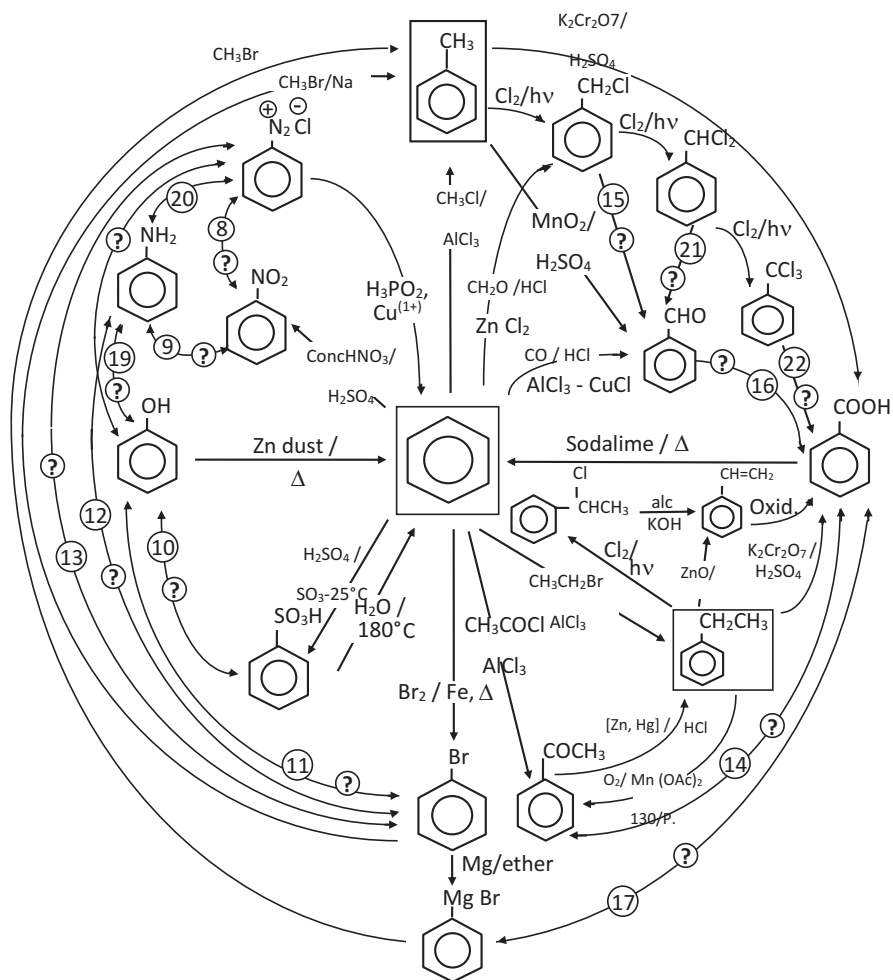 K2Cr2O7/
CH3
CH3Br
H2SO4
CH3Br/Na
CH2Cl
⊕ ⊖
N2 Cl
Cl2/hν
Cl2/hν
CHCl2
20
15
CH3Cl/
MnO2/
?
NH2
8
?
21
Cl2/hν
AlCl3
H2SO4
?
?
CCl3
NO2
H3PO2,
Cu(1+)
CH2O /HCl
CHO
Zn Cl2
9
?
ConcHNO3/
CO / HCl
?
22
19
AlCl3 - CuCl
16
?
?
H2SO4
OH
COOH
Zn dust /
Δ
Sodalime / Δ
?
Cl
CH=CH2
CHCH3
alc
KOH
Oxid.
12
10
13
?
?
H2SO4 /
Cl2/
hν
ZnO/
K2Cr2O7 /
H2SO4
CH3CH2Br
SO3-25°C
SO3H
H2O /
180°C
CH3COCl AlCl3
CH2CH3
AlCl3
Br2 / Fe, Δ
[Zn, Hg] / HCl
?
COCH3
14
Br
11
?
O2/ Mn (OAc)2
130/P.
Mg/ether
?
Mg Br
17